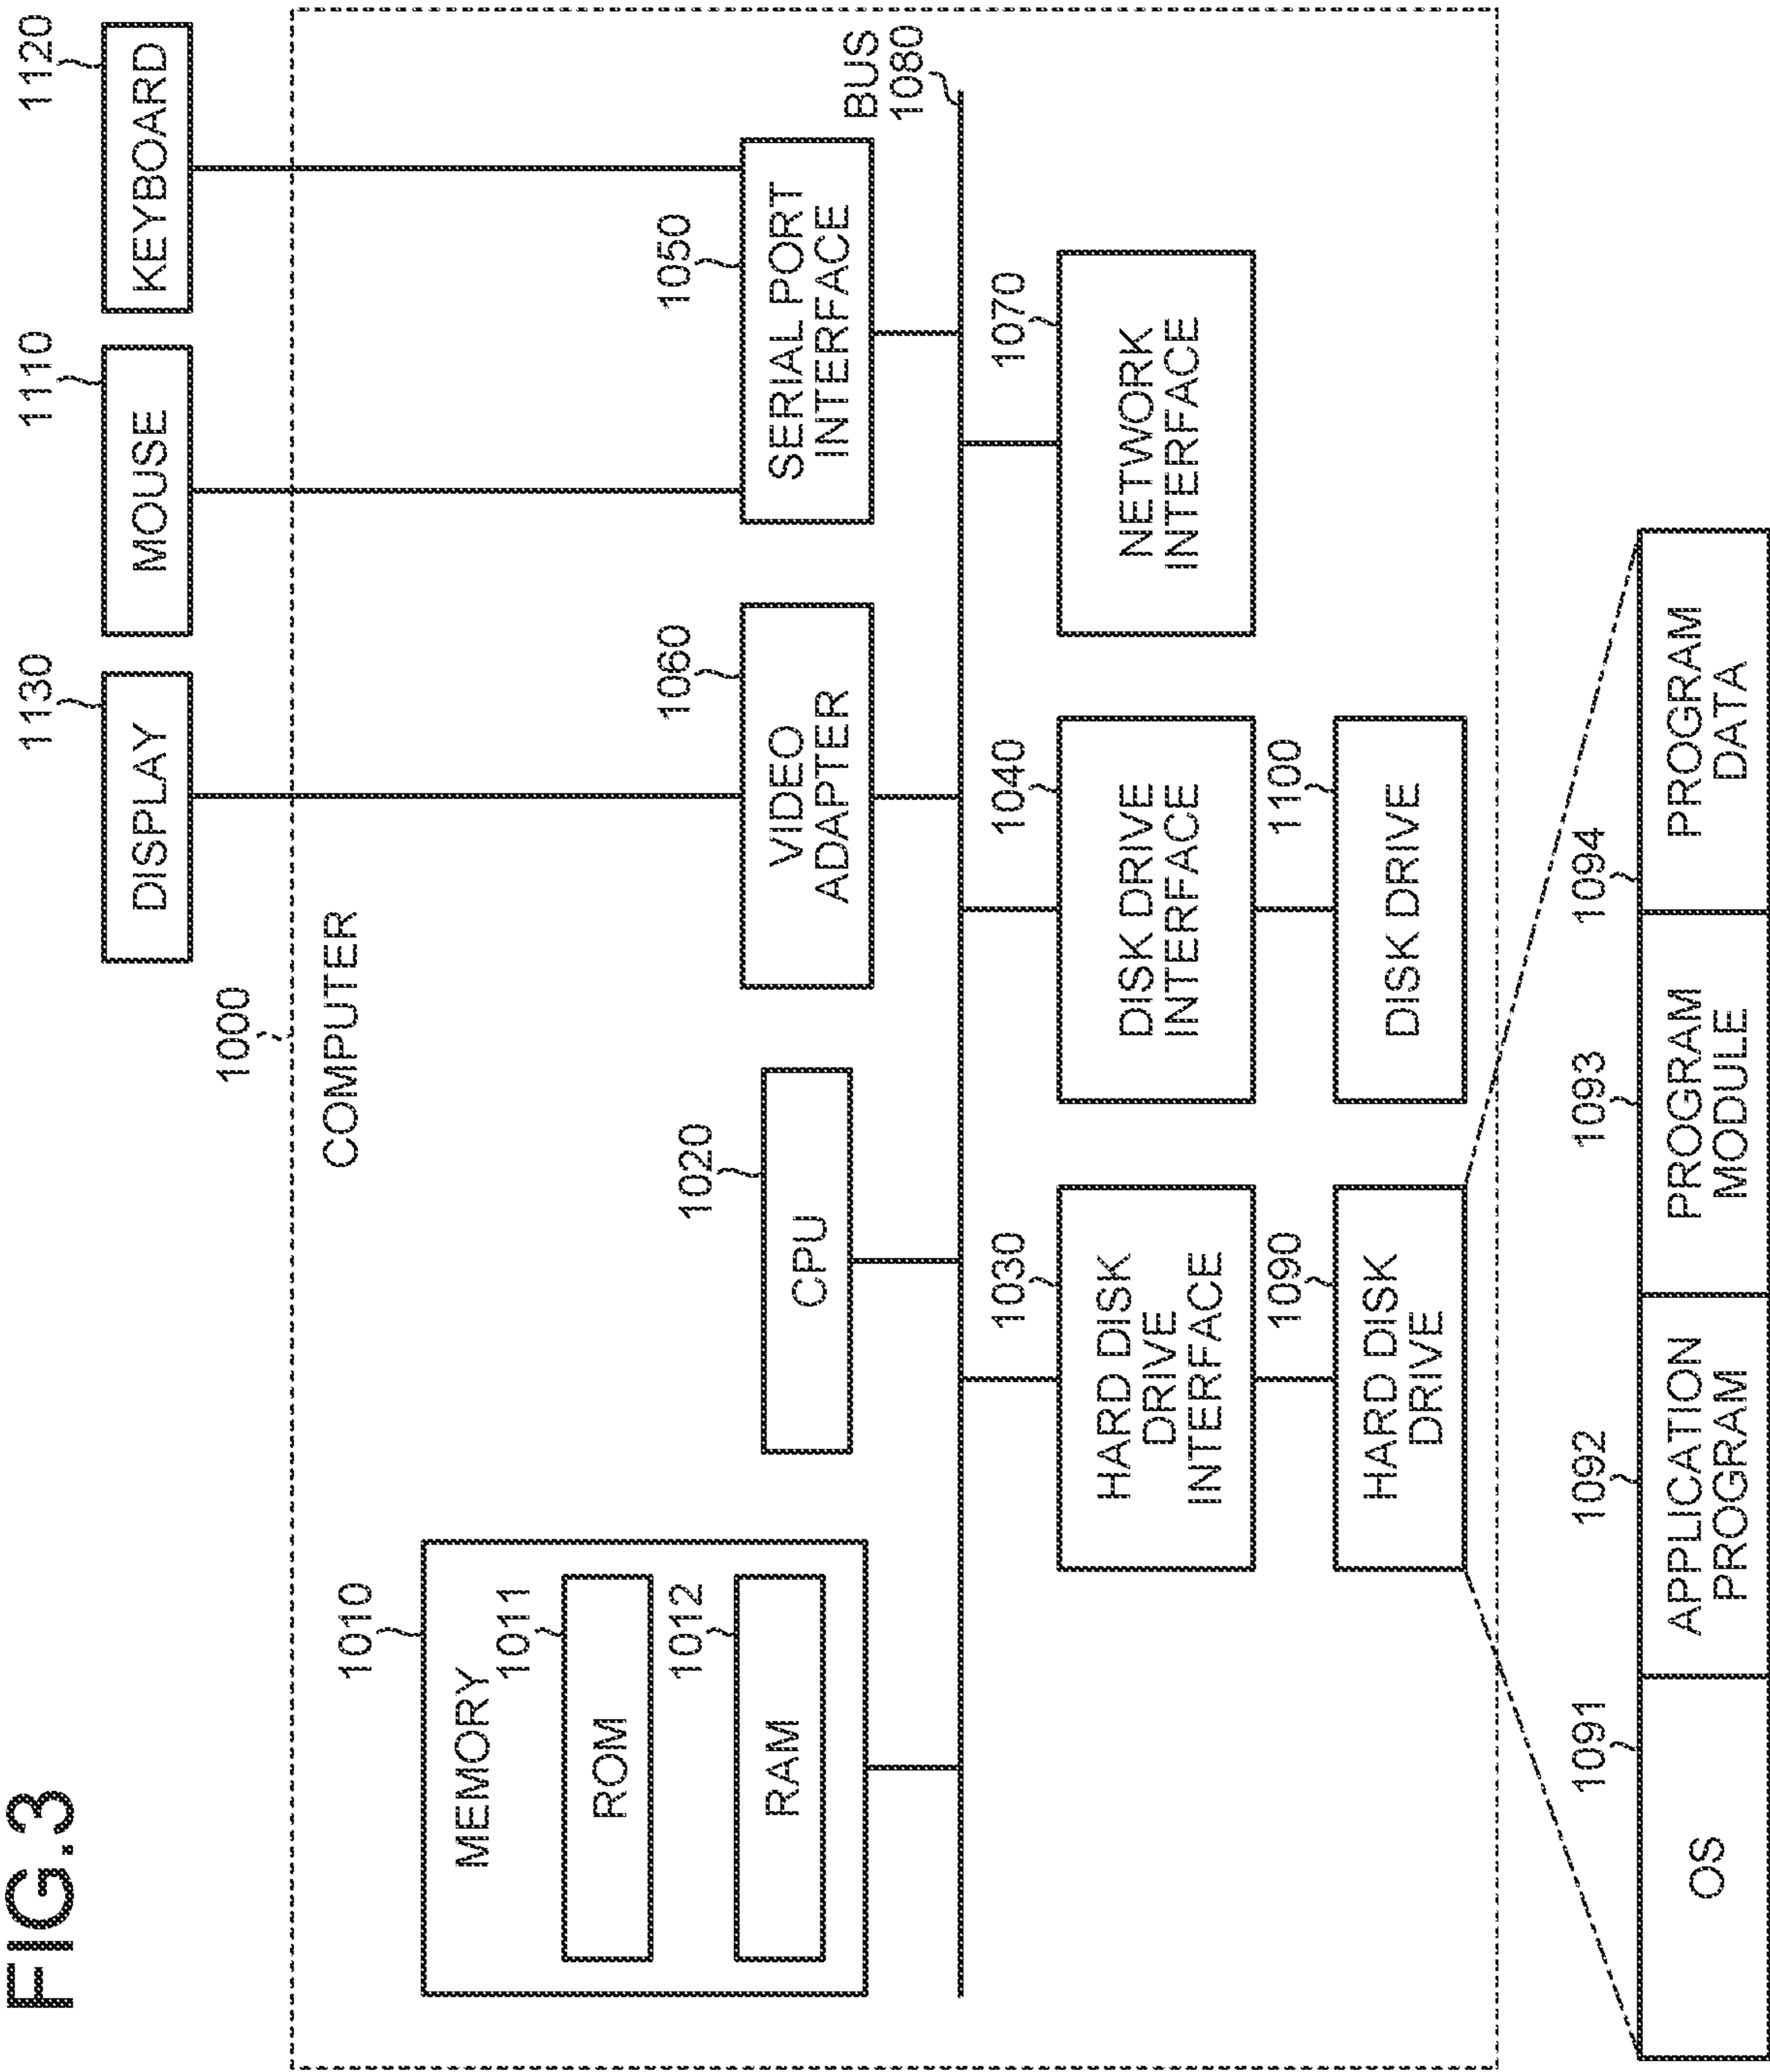 FIG.3
1130
1110
1120
DISPLAY
MOUSE
KEYBOARD
1000
COMPUTER
1010
MEMORY
1011
ROM
1012
RAM
1020
CPU
1060
VIDEO
ADAPTER
1050
SERIAL PORT
INTERFACE
BUS
1080
1030
HARD DISK
DRIVE
INTERFACE
1040
DISK DRIVE
INTERFACE
1070
NETWORK
INTERFACE
1090
HARD DISK
DRIVE
1100
DISK DRIVE
1091
OS
1092
APPLICATION
PROGRAM
1093
PROGRAM
MODULE
1094
PROGRAM
DATA